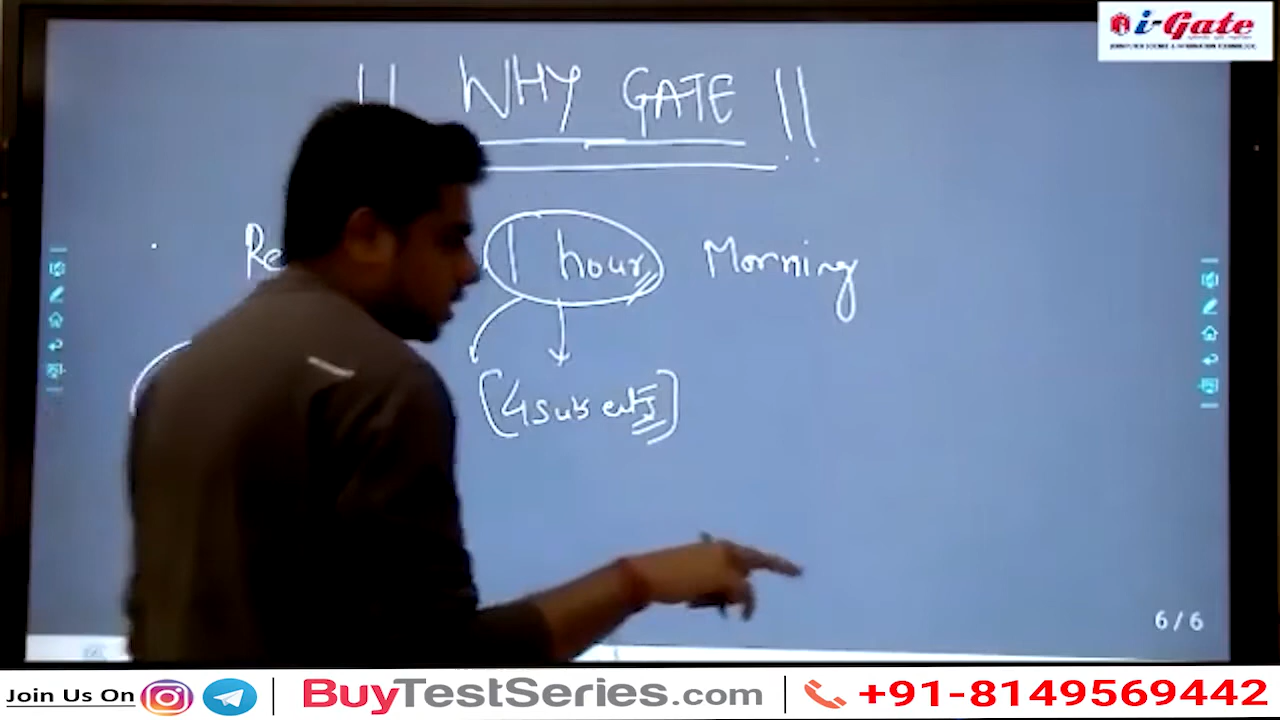 i-Gate
!! WHY GATE !!
Re 1 hour Morning
[4 Subjects]
6/6
Join Us On BuyTestSeries.com +91-8149569442